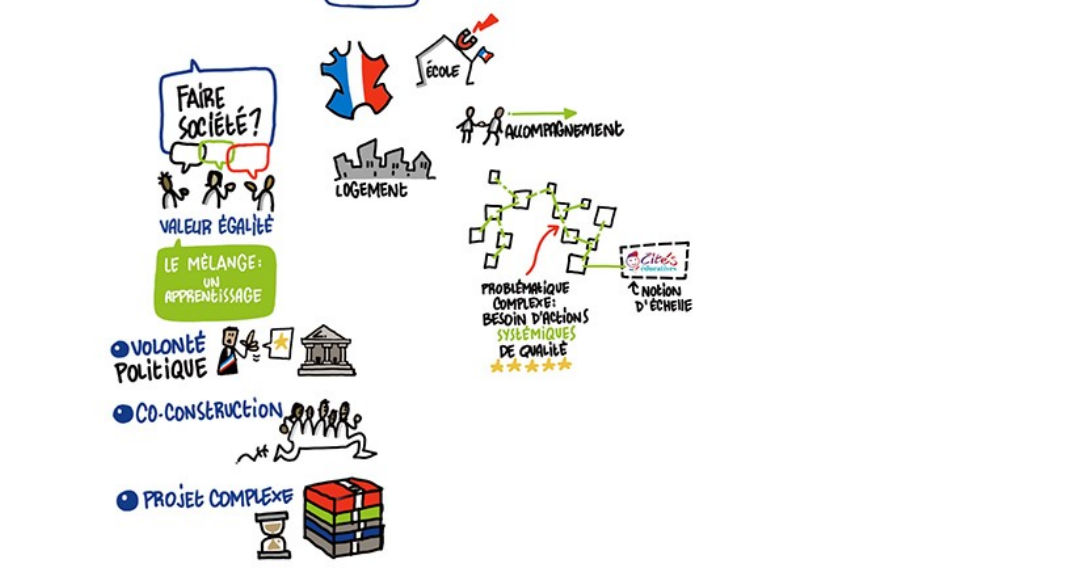 FAIRE
SOCIÉTÉ ?
VALEUR ÉGALITÉ
LE MÉLANGE :
UN
APPRENTISSAGE
VOLONTÉ
POLITIQUE
CO-CONSTRUCTION
PROJET COMPLEXE
ÉCOLE
ACCOMPAGNEMENT
LOGEMENT
PROBLÉMATIQUE
COMPLEXE :
BESOIN D'ACTIONS
SYSTÉMIQUES
DE QUALITÉ
Cités
éducatives
NOTION
D'ÉCHELLE